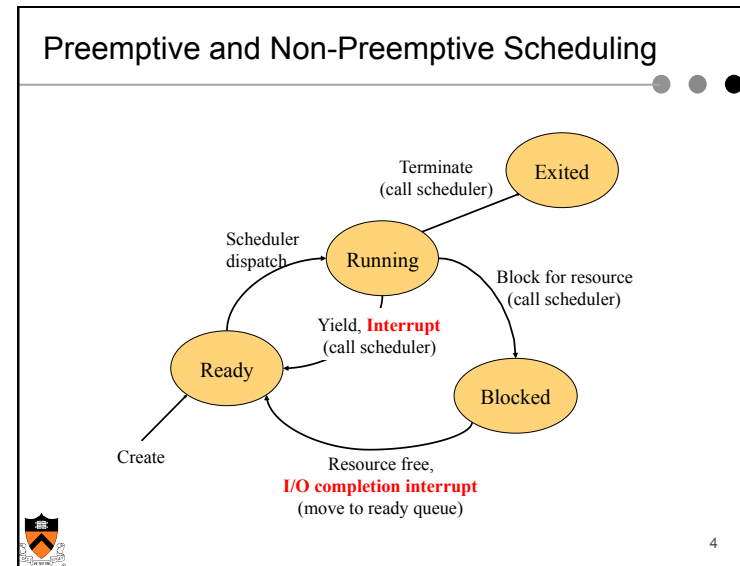 Preemptive and Non-Preemptive Scheduling
Terminate
(call scheduler)
Exited
Scheduler
dispatch
Running
Block for resource
(call scheduler)
Yield, Interrupt
(call scheduler)
Ready
Blocked
Create
Resource free,
I/O completion interrupt
(move to ready queue)
4